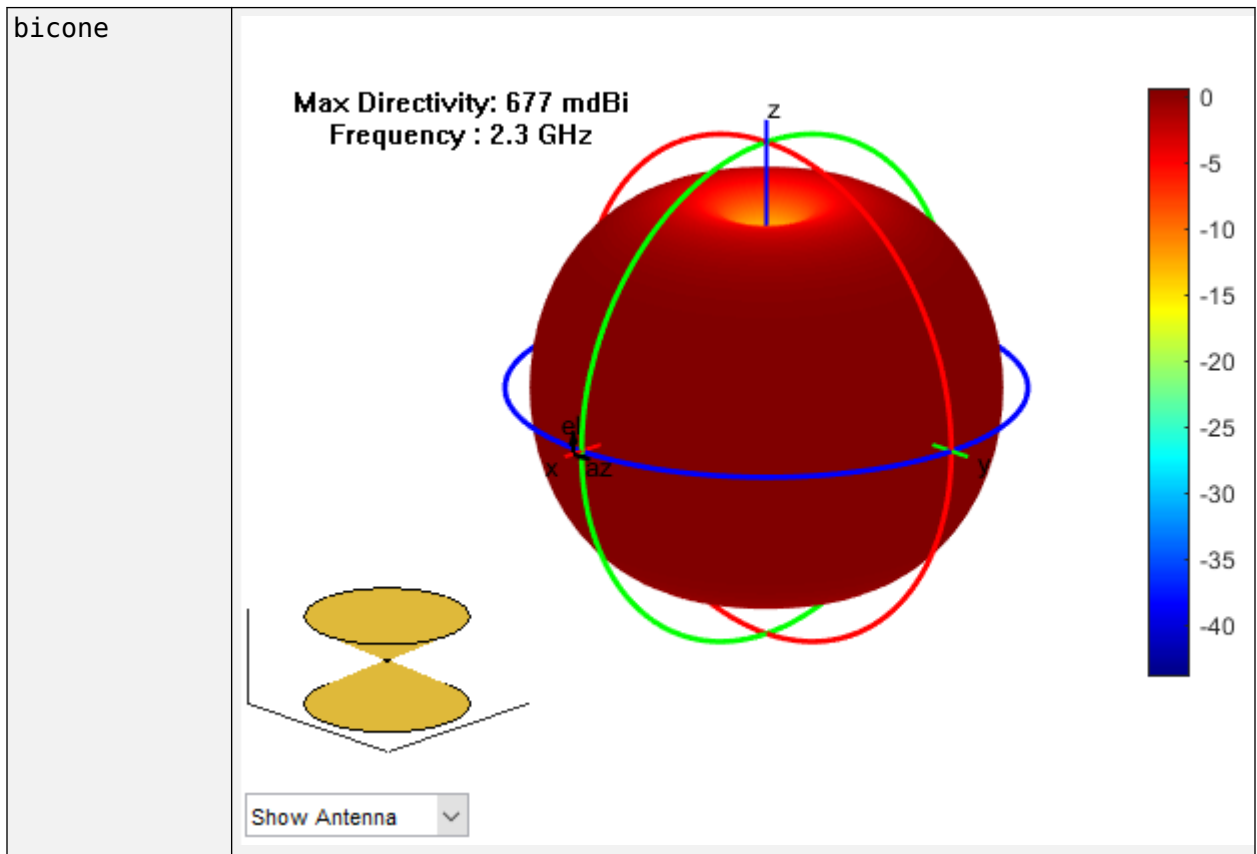 bicone
Max Directivity: 677 mdBi
Frequency : 2.3 GHz
z
0
-5
-10
-15
-20
-25
-30
-35
-40
el
x
az
y
Show Antenna